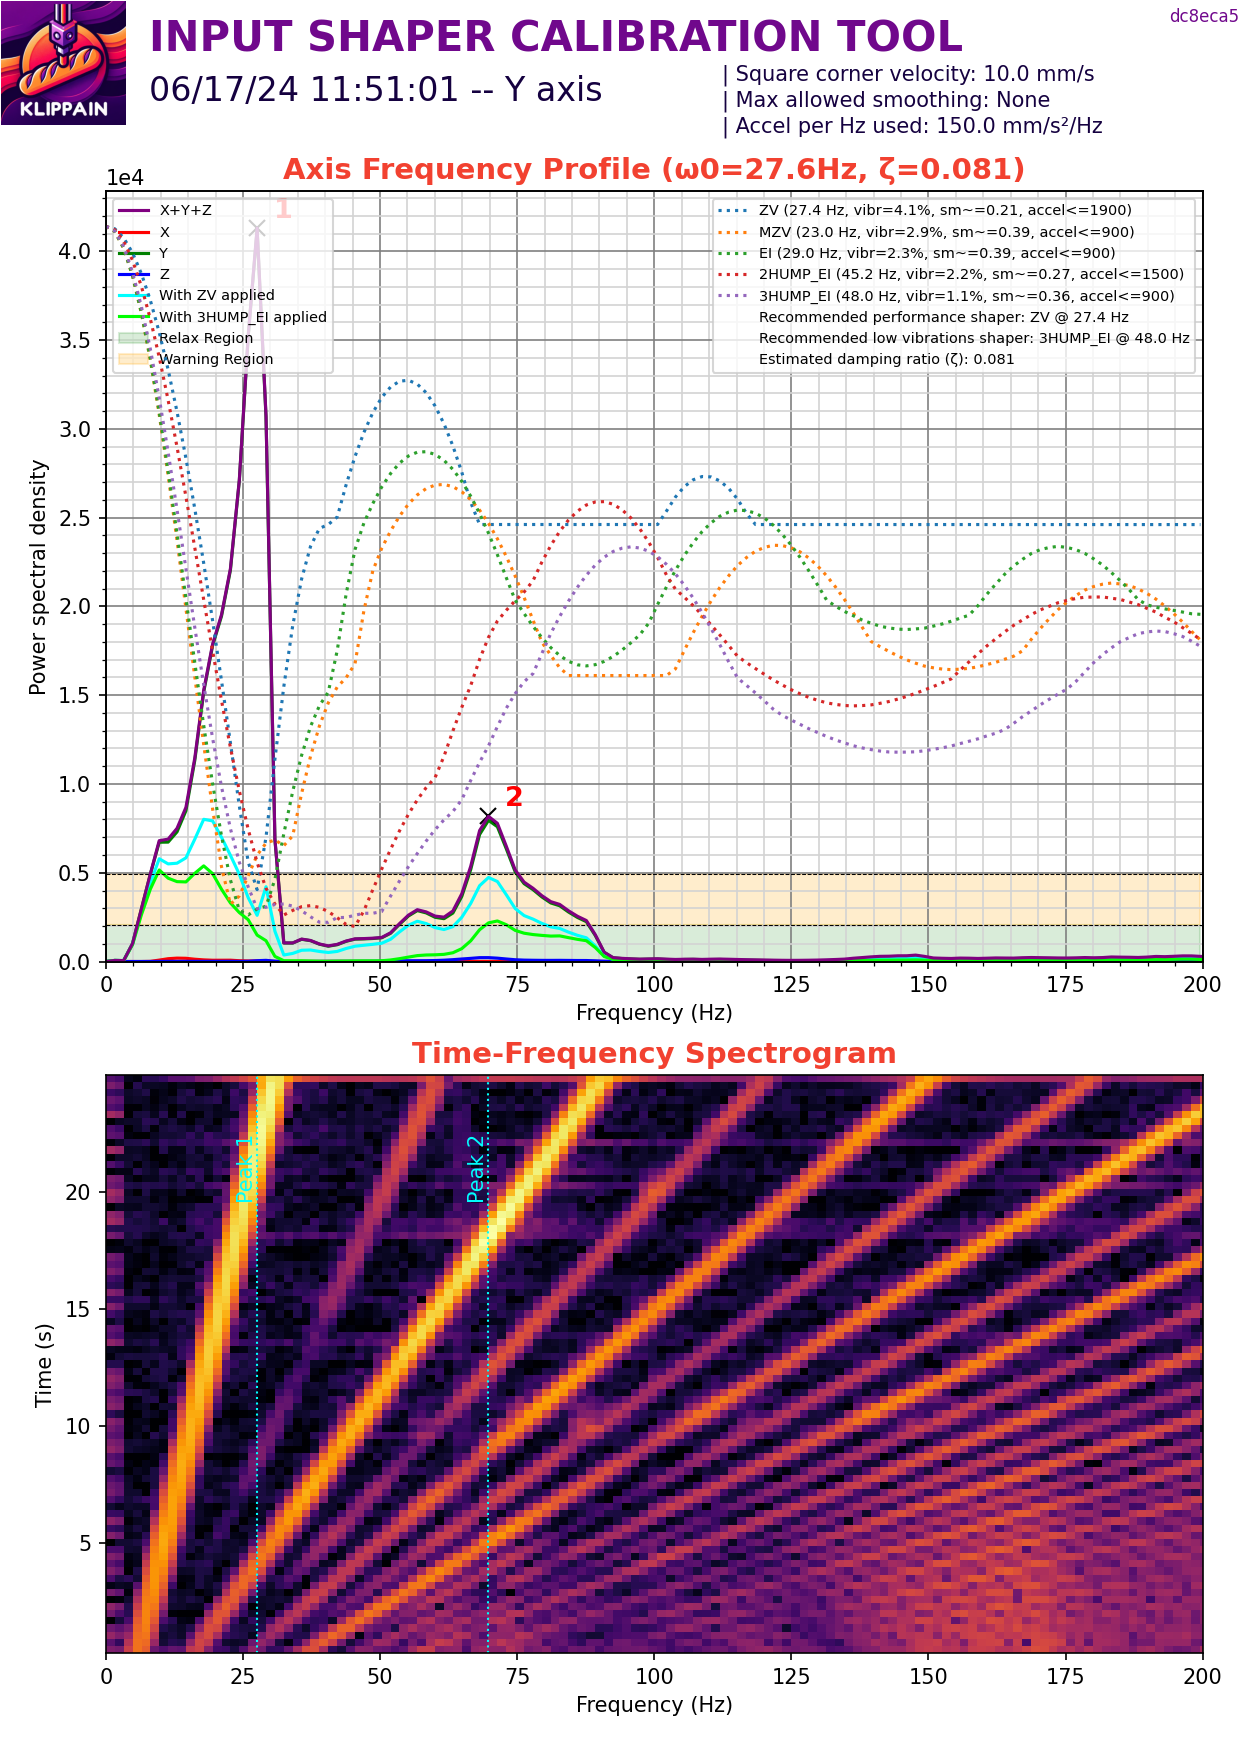 dc8eca5
INPUT SHAPER CALIBRATION TOOL
06/17/24 11:51:01 -- Y axis
| Square corner velocity: 10.0 mm/s
| Max allowed smoothing: None
| Accel per Hz used: 150.0 mm/s²/Hz
KLIPPAIN
Axis Frequency Profile (ω0=27.6Hz, ζ=0.081)
1e4
X+Y+Z
X
Y
Z
With ZV applied
With 3HUMP_EI applied
Relax Region
Warning Region
1
ZV (27.4 Hz, vibr=4.1%, sm~=0.21, accel<=1900)
MZV (23.0 Hz, vibr=2.9%, sm~=0.39, accel<=900)
EI (29.0 Hz, vibr=2.3%, sm~=0.39, accel<=900)
2HUMP_EI (45.2 Hz, vibr=2.2%, sm~=0.27, accel<=1500)
3HUMP_EI (48.0 Hz, vibr=1.1%, sm~=0.36, accel<=900)
Recommended performance shaper: ZV @ 27.4 Hz
Recommended low vibrations shaper: 3HUMP_EI @ 48.0 Hz
Estimated damping ratio (ζ): 0.081
4.0
3.5
3.0
2.5
2.0
1.5
1.0
0.5
0.0
Power spectral density
2
0 25 50 75 100 125 150 175 200
Frequency (Hz)
Time-Frequency Spectrogram
Peak 1
Peak 2
20
15
10
5
Time (s)
0 25 50 75 100 125 150 175 200
Frequency (Hz)